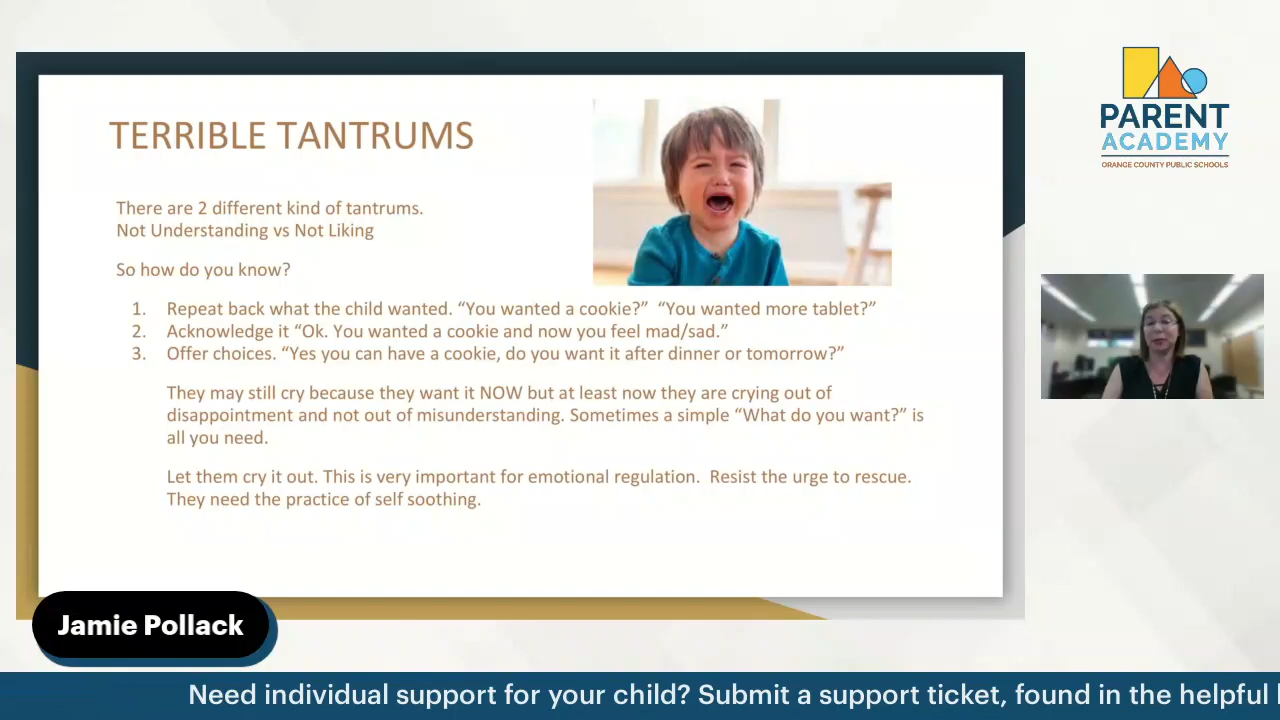 TERRIBLE TANTRUMS
There are 2 different kind of tantrums.
Not Understanding vs Not Liking
So how do you know?
1. Repeat back what the child wanted. “You wanted a cookie?”  “You wanted more tablet?”
2. Acknowledge it “Ok. You wanted a cookie and now you feel mad/sad.”
3. Offer choices. “Yes you can have a cookie, do you want it after dinner or tomorrow?”
They may still cry because they want it NOW but at least now they are crying out of
disappointment and not out of misunderstanding. Sometimes a simple “What do you want?” is
all you need.
Let them cry it out. This is very important for emotional regulation.  Resist the urge to rescue.
They need the practice of self soothing.
PARENT
ACADEMY
ORANGE COUNTY PUBLIC SCHOOLS
Jamie Pollack
Need individual support for your child? Submit a support ticket, found in the helpful